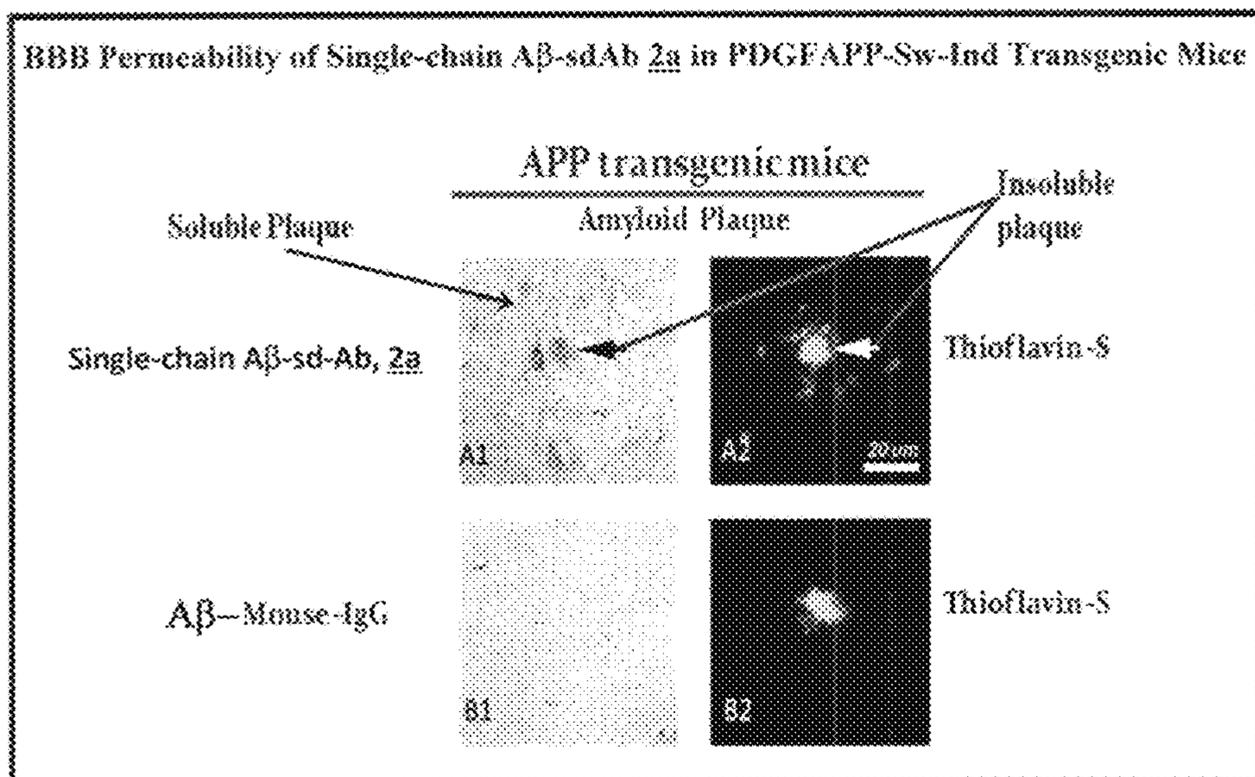 BBB Permeability of Single-chain Aβ-sdAb 2a in PDGFAPP-Sw-Ind Transgenic Mice
APP transgenic mice
Insoluble
plaque
Soluble Plaque
Amyloid Plaque
Single-chain Aβ-sd-Ab, 2a
Thioflavin-S
A1
A2
20 um
Aβ–Mouse-IgG
Thioflavin-S
B1
B2